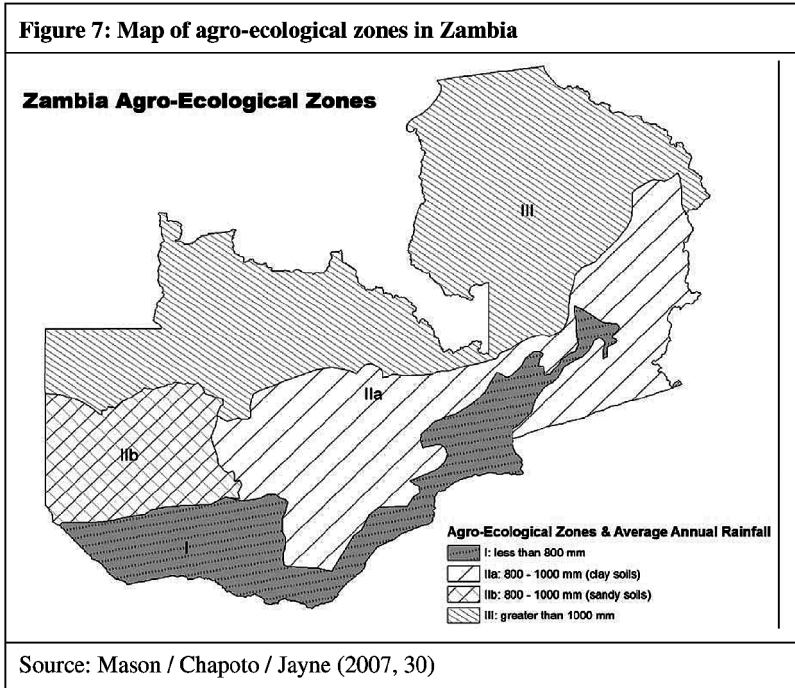 Figure 7: Map of agro-ecological zones in Zambia
Zambia Agro-Ecological Zones
III
IIa
I
IIb
I
Agro-Ecological Zones & Average Annual Rainfall
I: less than 800 mm
IIa: 800 - 1000 mm (clay soils)
IIb: 800 - 1000 mm (sandy soils)
III: greater than 1000 mm
Source: Mason / Chapoto / Jayne (2007, 30)